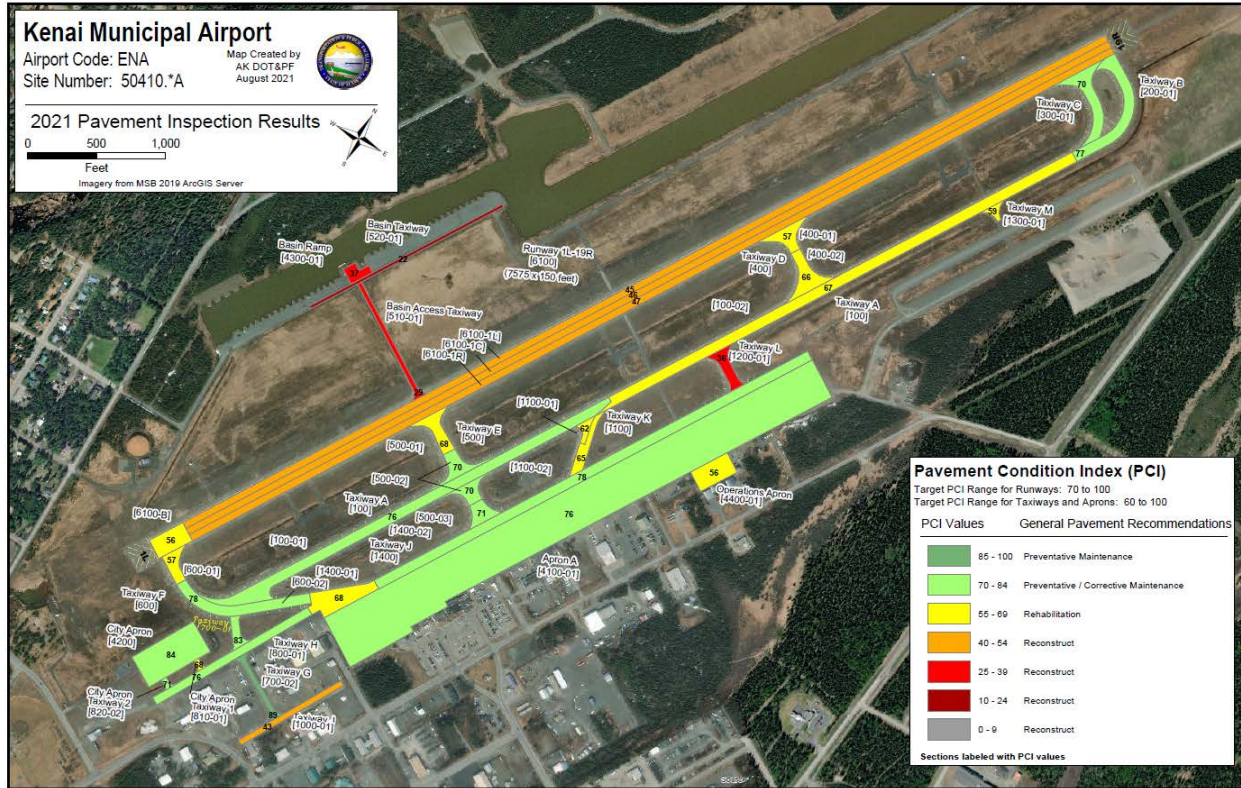 Kenai Municipal Airport
Airport Code: ENA
Site Number: 50410.*A
Map Created by
AK DOT&PF
August 2021
2021 Pavement Inspection Results
N
W
E
S
0 500 1,000
Feet
Imagery from MSB 2019 ArcGIS Server
19R
70
Taxiway B
[200-01]
Taxiway C
[300-01]
77
Taxiway M
[1300-01]
59
Basin Taxiway
[520-01]
22
Basin Ramp
[4300-01]
37
Runway 1L-19R
[6100]
(7575 x 150 feet)
57
[400-01]
[400-02]
Taxiway D
[400]
66
67
45
46
47
[100-02]
Taxiway A
[100]
Basin Access Taxiway
[510-01]
[6100-1L]
[6100-1C]
[6100-1R]
Taxiway L
[1200-01]
36
[1100-01]
62
Taxiway K
[1100]
65
78
Taxiway E
[500]
[500-01]
68
70
[500-02]
70
[1100-02]
71
[500-03]
56
Operations Apron
[4400-01]
Taxiway A
[100]
76
[1400-02]
Taxiway J
[1400]
76
Apron A
[4100-01]
[6100-B]
56
1L
57
[100-01]
[600-01]
[600-02]
[1400-01]
68
Taxiway F
[600]
78
Taxiway
83
City Apron
[4200]
84
Taxiway H
[800-01]
Taxiway G
[700-02]
68
76
71
City Apron
Taxiway 2
[820-02]
City Apron
Taxiway 1
[810-01]
89
43
[1000-01]
Pavement Condition Index (PCI)
Target PCI Range for Runways: 70 to 100
Target PCI Range for Taxiways and Aprons: 60 to 100
PCI Values General Pavement Recommendations
85 - 100 Preventative Maintenance
70 - 84 Preventative / Corrective Maintenance
55 - 69 Rehabilitation
40 - 54 Reconstruct
25 - 39 Reconstruct
10 - 24 Reconstruct
0 - 9 Reconstruct
Sections labeled with PCI values